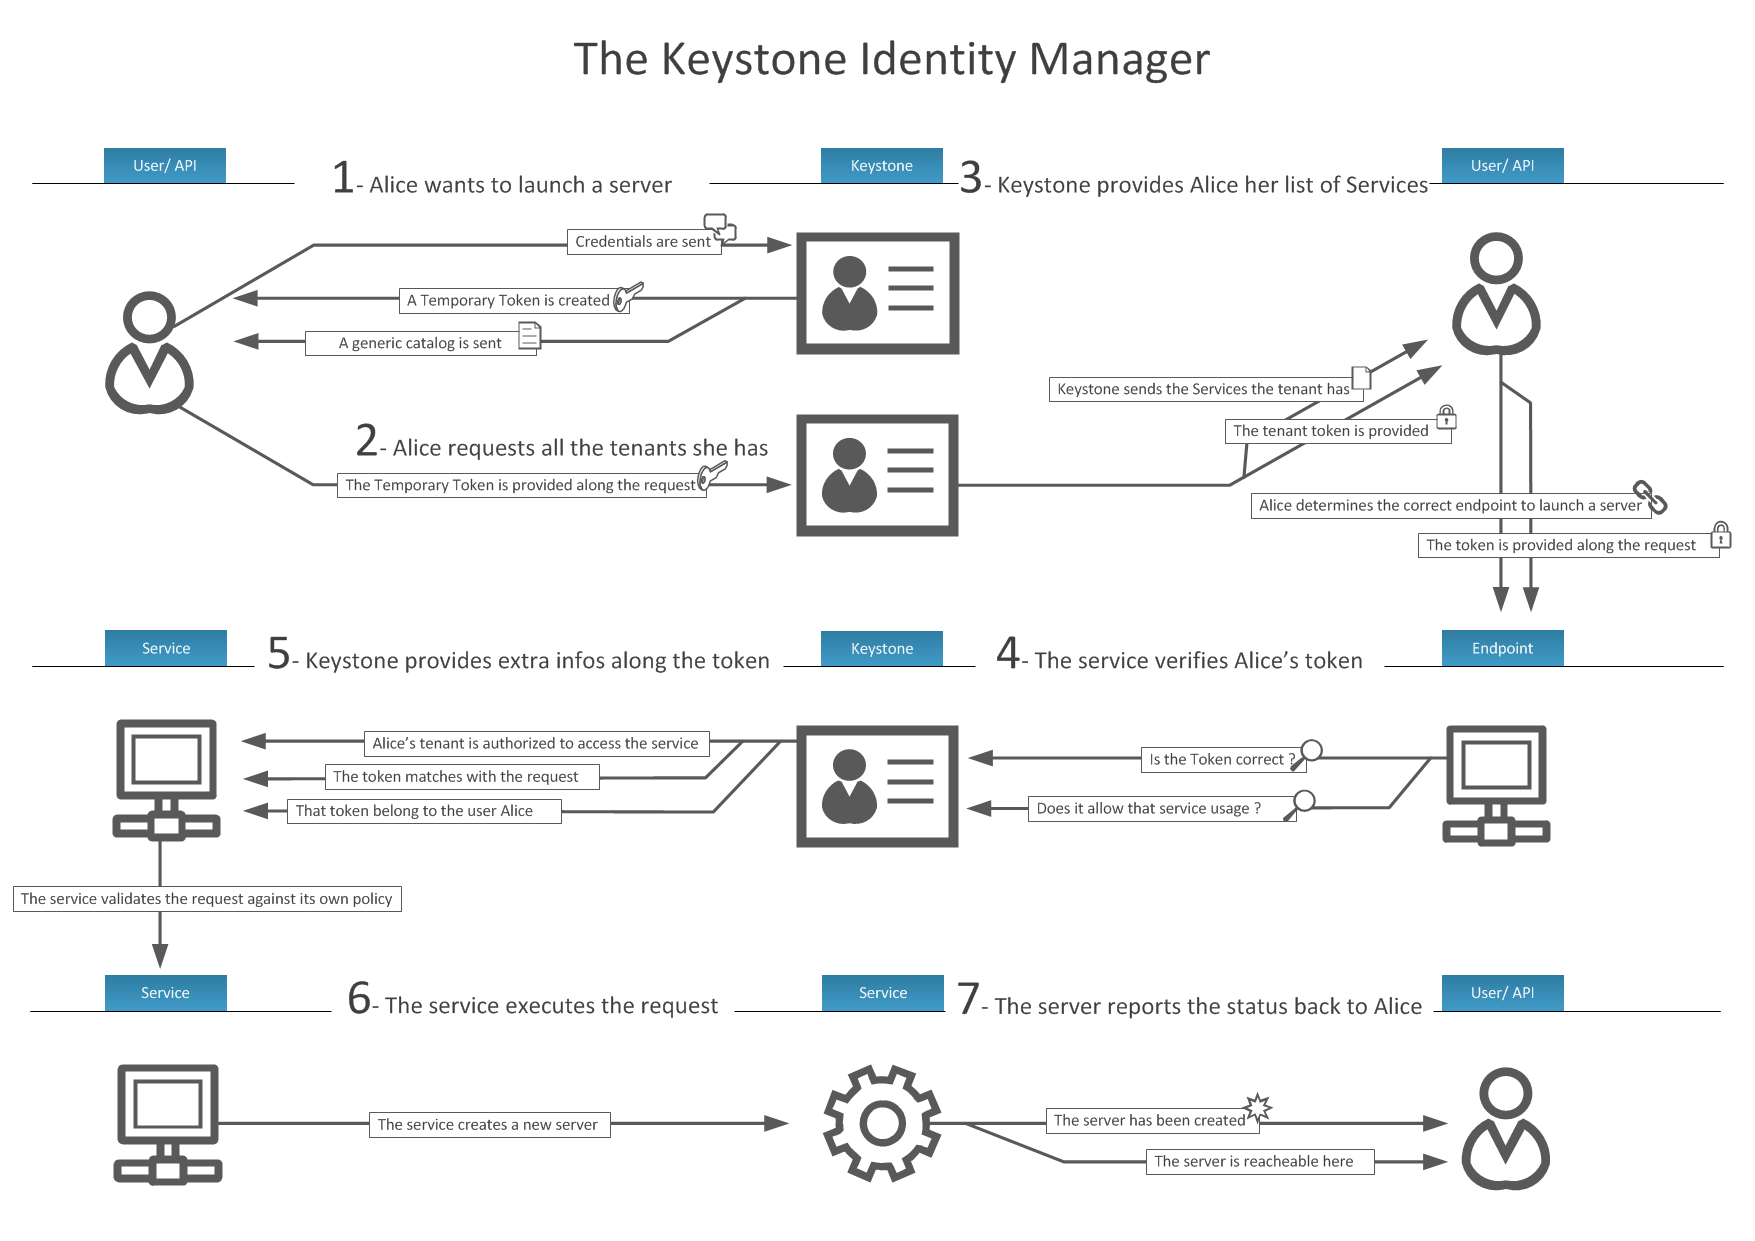 The Keystone Identity Manager
User/ API
1- Alice wants to launch a server
Keystone
3- Keystone provides Alice her list of Services
User/ API
Credentials are sent
A Temporary Token is created
A generic catalog is sent
Keystone sends the Services the tenant has
The tenant token is provided
2- Alice requests all the tenants she has
The Temporary Token is provided along the request
Alice determines the correct endpoint to launch a server
The token is provided along the request
Service
5- Keystone provides extra infos along the token
Keystone
4- The service verifies Alice’s token
Endpoint
Alice’s tenant is authorized to access the service
The token matches with the request
That token belong to the user Alice
Is the Token correct ?
Does it allow that service usage ?
The service validates the request against its own policy
Service
6- The service executes the request
Service
7- The server reports the status back to Alice
User/ API
The service creates a new server
The server has been created
The server is reacheable here